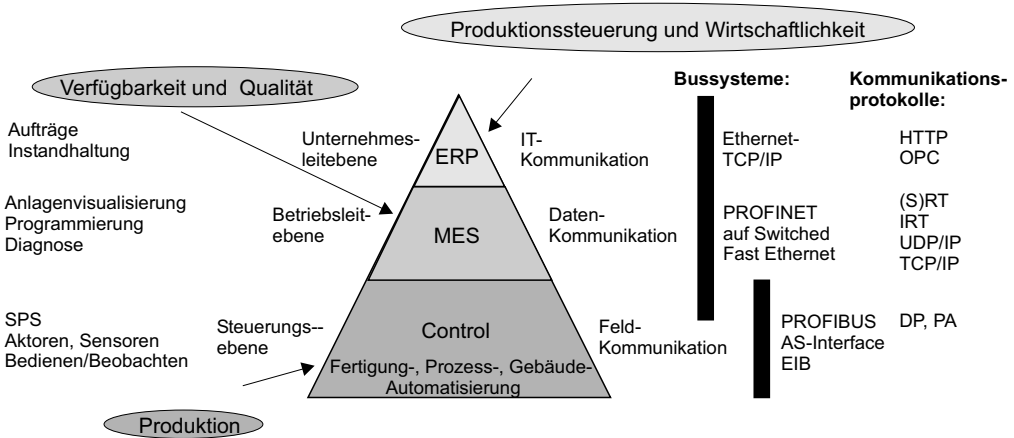 Produktionssteuerung und Wirtschaftlichkeit
Verfügbarkeit und Qualität
Bussysteme:
Kommunikations-
protokolle:
Aufträge
Instandhaltung
Unternehmes-
leitebene
ERP
IT-
Kommunikation
Ethernet-
TCP/IP
HTTP
OPC
Anlagenvisualisierung
Programmierung
Diagnose
Betriebsleit-
ebene
MES
Daten-
Kommunikation
PROFINET
auf Switched
Fast Ethernet
(S)RT
IRT
UDP/IP
TCP/IP
SPS
Aktoren, Sensoren
Bedienen/Beobachten
Steuerungs--
ebene
Control
Fertigung-, Prozess-, Gebäude-
Automatisierung
Feld-
Kommunikation
PROFIBUS
AS-Interface
EIB
DP, PA
Produktion